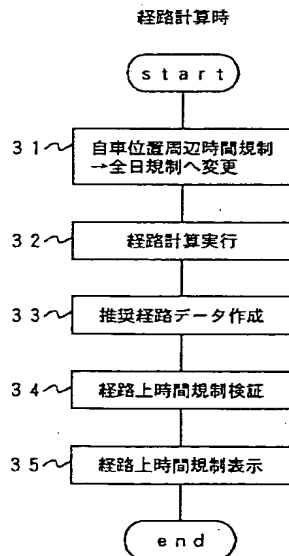 経路計算時
start
31
自車位置周辺時間規制
→全日規制へ変更
32
経路計算実行
33
推奨経路データ作成
34
経路上時間規制検証
35
経路上時間規制表示
end